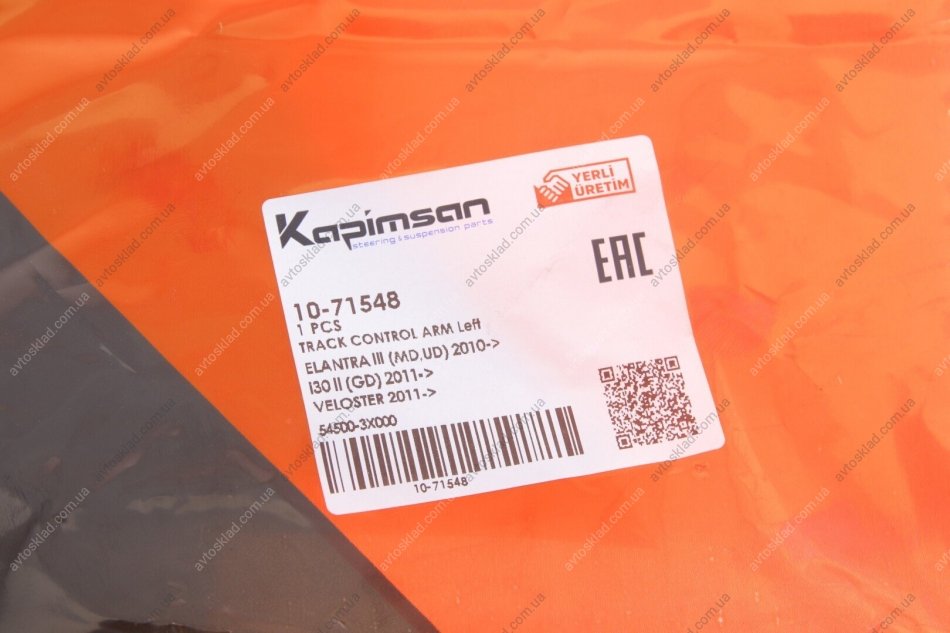 Kapimsan
steering & suspension parts
YERLİ
ÜRETİM
EAC
10-71548
1 PCS
TRACK CONTROL ARM Left
ELANTRA III (MD,UD) 2010->
I30 II (GD) 2011->
VELOSTER 2011->
54500-3X000
10-71548
avtosklad.com.ua